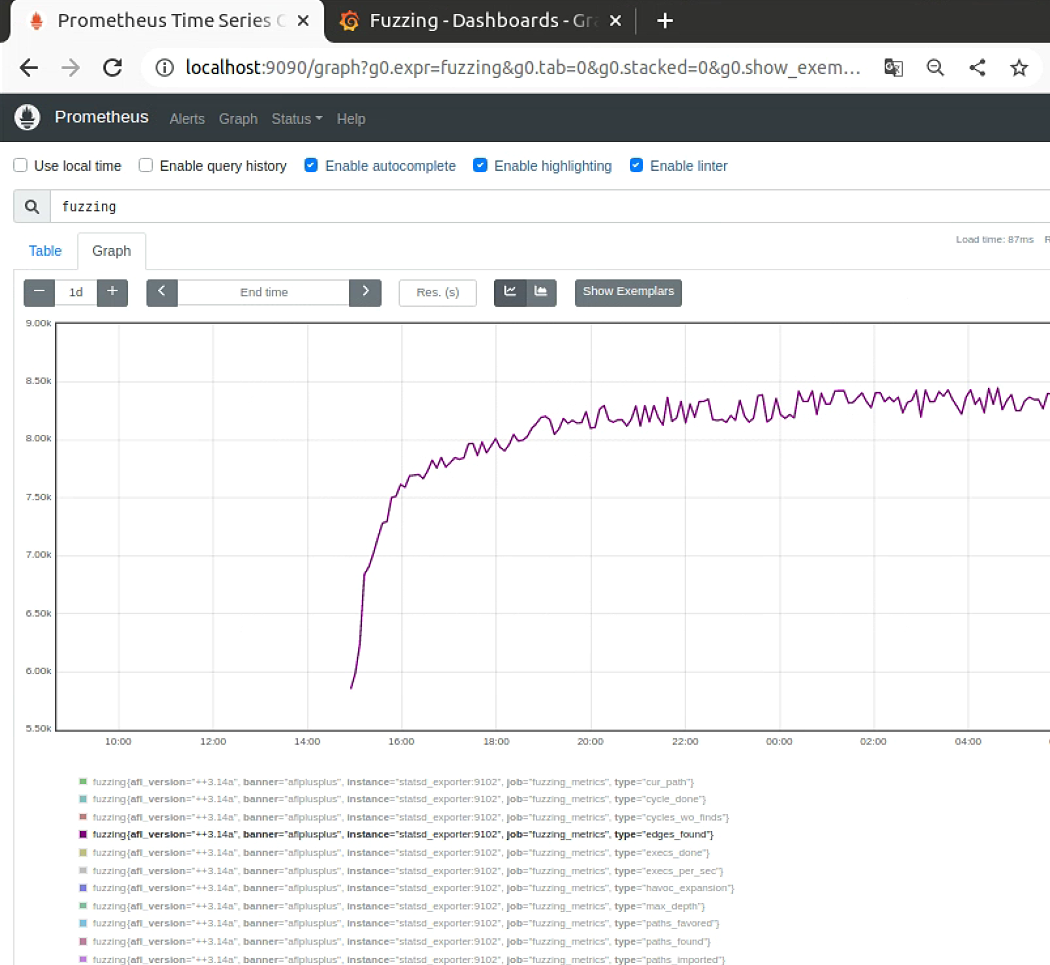 Prometheus Time Series C Fuzzing - Dashboards - Gr
localhost:9090/graph?g0.expr=fuzzing&g0.tab=0&g0.stacked=0&g0.show_exem...
Prometheus Alerts Graph Status Help
Use local time Enable query history Enable autocomplete Enable highlighting Enable linter
fuzzing
Table Graph
Load time: 87ms R
1d End time Res. (s) Show Exemplars
9.00k
8.50k
8.00k
7.50k
7.00k
6.50k
6.00k
5.50k
10:00 12:00 14:00 16:00 18:00 20:00 22:00 00:00 02:00 04:00
fuzzing{afl_version="++3.14a", banner="aflplusplus", instance="statsd_exporter:9102", job="fuzzing_metrics", type="cur_path"}
fuzzing{afl_version="++3.14a", banner="aflplusplus", instance="statsd_exporter:9102", job="fuzzing_metrics", type="cycle_done"}
fuzzing{afl_version="++3.14a", banner="aflplusplus", instance="statsd_exporter:9102", job="fuzzing_metrics", type="cycles_wo_finds"}
fuzzing{afl_version="++3.14a", banner="aflplusplus", instance="statsd_exporter:9102", job="fuzzing_metrics", type="edges_found"}
fuzzing{afl_version="++3.14a", banner="aflplusplus", instance="statsd_exporter:9102", job="fuzzing_metrics", type="execs_done"}
fuzzing{afl_version="++3.14a", banner="aflplusplus", instance="statsd_exporter:9102", job="fuzzing_metrics", type="execs_per_sec"}
fuzzing{afl_version="++3.14a", banner="aflplusplus", instance="statsd_exporter:9102", job="fuzzing_metrics", type="havoc_expansion"}
fuzzing{afl_version="++3.14a", banner="aflplusplus", instance="statsd_exporter:9102", job="fuzzing_metrics", type="max_depth"}
fuzzing{afl_version="++3.14a", banner="aflplusplus", instance="statsd_exporter:9102", job="fuzzing_metrics", type="paths_favored"}
fuzzing{afl_version="++3.14a", banner="aflplusplus", instance="statsd_exporter:9102", job="fuzzing_metrics", type="paths_found"}
fuzzing{afl_version="++3.14a", banner="aflplusplus", instance="statsd_exporter:9102", job="fuzzing_metrics", type="paths_imported"}